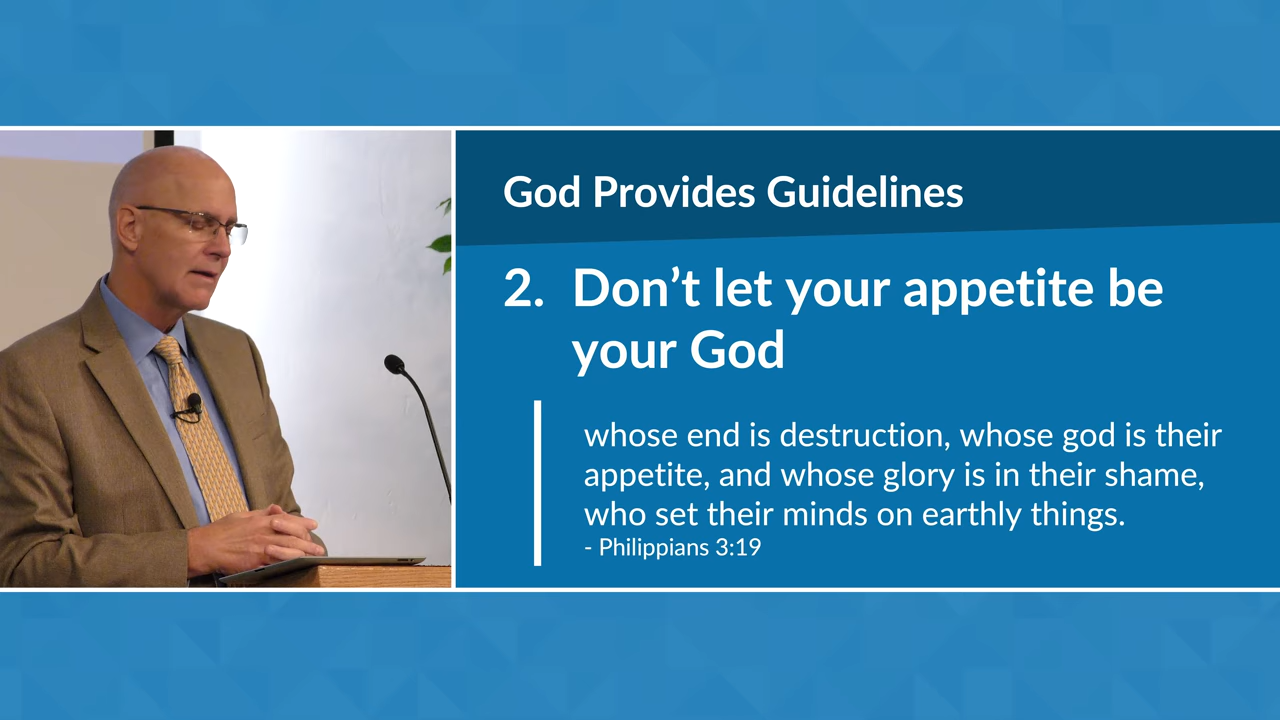 God Provides Guidelines
2. Don’t let your appetite be
your God
whose end is destruction, whose god is their
appetite, and whose glory is in their shame,
who set their minds on earthly things.
- Philippians 3:19